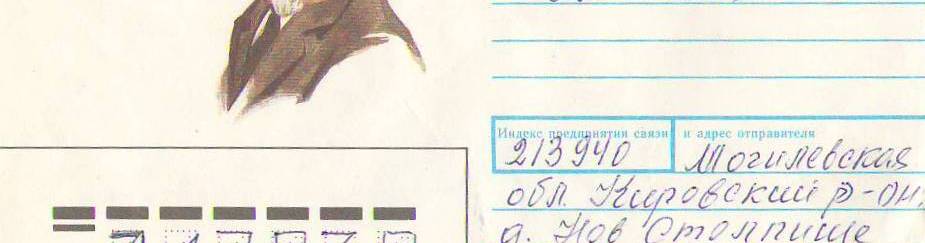 Индекс предприятия связи и адрес отправителя
213940 Могилевская
обл. Кировский р-он,
д. Нов Столпище